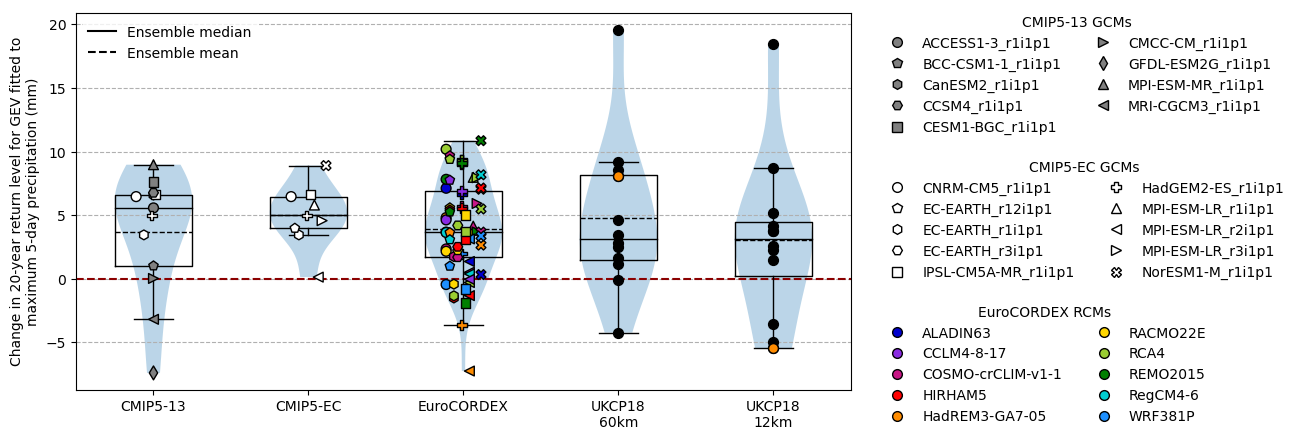 Change in 20-year return level for GEV fitted to
maximum 5-day precipitation (mm)
20
15
10
5
0
−5
Ensemble median
Ensemble mean
CMIP5-13
CMIP5-EC
EuroCORDEX
UKCP18
60km
UKCP18
12km
CMIP5-13 GCMs
ACCESS1-3_r1i1p1
BCC-CSM1-1_r1i1p1
CanESM2_r1i1p1
CCSM4_r1i1p1
CESM1-BGC_r1i1p1
CMCC-CM_r1i1p1
GFDL-ESM2G_r1i1p1
MPI-ESM-MR_r1i1p1
MRI-CGCM3_r1i1p1
CMIP5-EC GCMs
CNRM-CM5_r1i1p1
EC-EARTH_r12i1p1
EC-EARTH_r1i1p1
EC-EARTH_r3i1p1
IPSL-CM5A-MR_r1i1p1
HadGEM2-ES_r1i1p1
MPI-ESM-LR_r1i1p1
MPI-ESM-LR_r2i1p1
MPI-ESM-LR_r3i1p1
NorESM1-M_r1i1p1
EuroCORDEX RCMs
ALADIN63
CCLM4-8-17
COSMO-crCLIM-v1-1
HIRHAM5
HadREM3-GA7-05
RACMO22E
RCA4
REMO2015
RegCM4-6
WRF381P